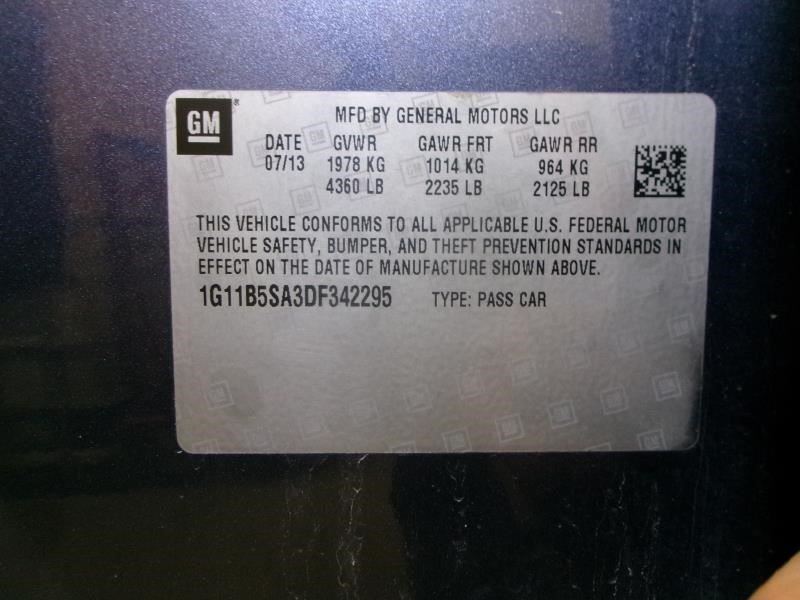 GM
MFD BY GENERAL MOTORS LLC
DATE GVWR GAWR FRT GAWR RR
07/13 1978 KG 1014 KG 964 KG
4360 LB 2235 LB 2125 LB
THIS VEHICLE CONFORMS TO ALL APPLICABLE U.S. FEDERAL MOTOR
VEHICLE SAFETY, BUMPER, AND THEFT PREVENTION STANDARDS IN
EFFECT ON THE DATE OF MANUFACTURE SHOWN ABOVE.
1G11B5SA3DF342295 TYPE: PASS CAR